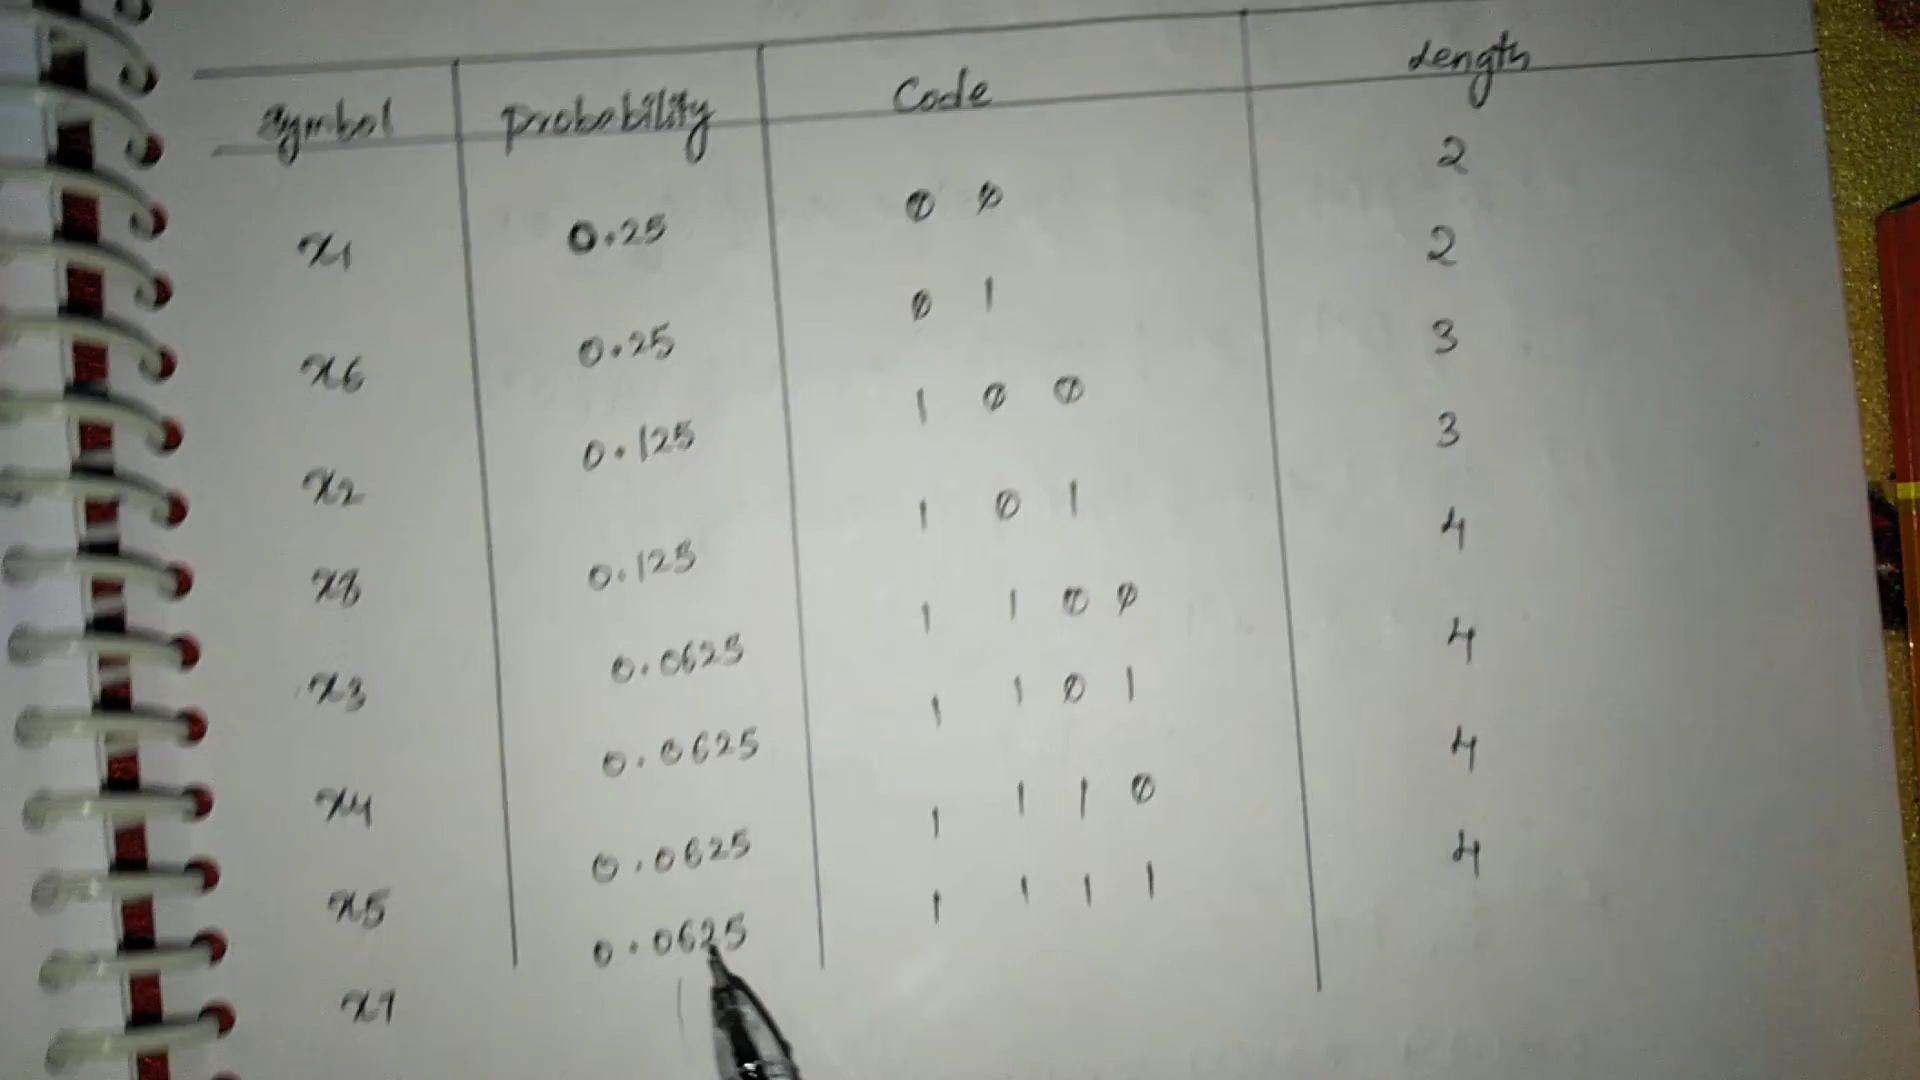 Symbol probability Code Length
x1 0.25 0 0 2
x6 0.25 0 1 2
x2 0.125 1 0 0 3
x8 0.125 1 0 1 3
x3 0.0625 1 1 0 0 4
x4 0.0625 1 1 0 1 4
x5 0.0625 1 1 1 0 4
x7 0.0625 1 1 1 1 4